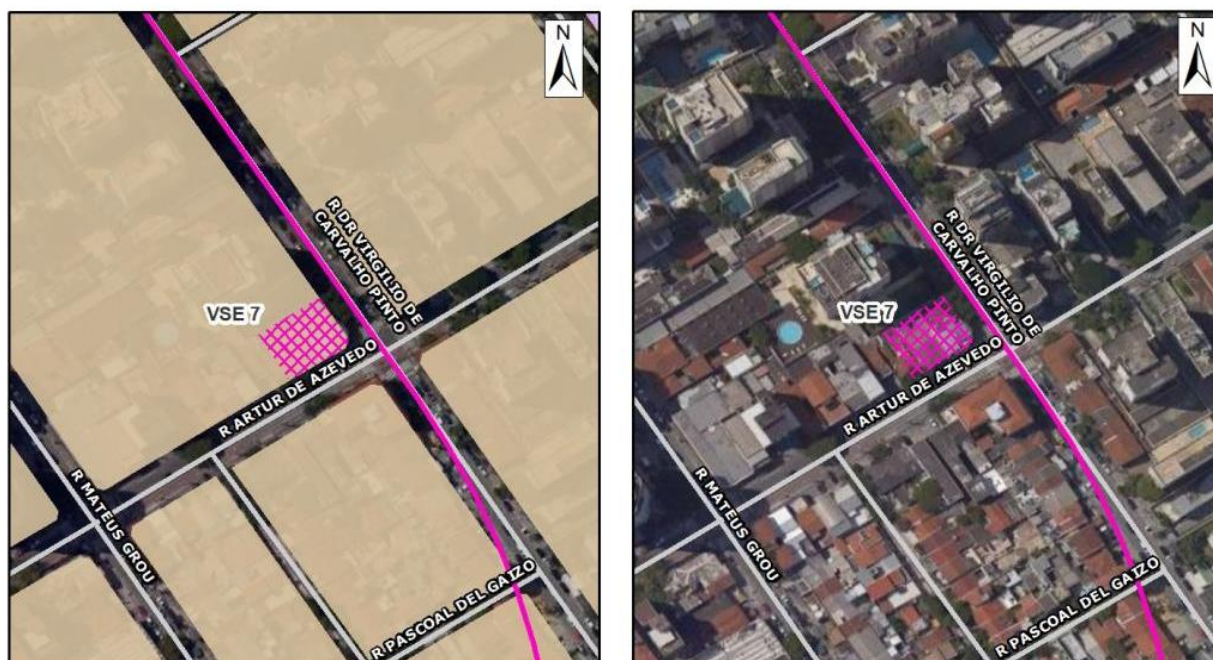 N
R DR VIRGILIO DE
CARVALHO PINTO
VSE 7
R ARTUR DE AZEVEDO
R MATEUS GROU
R PASCOAL DEL GAIZO
N
R DR VIRGILIO DE
CARVALHO PINTO
VSE 7
R ARTUR DE AZEVEDO
R MATEUS GROU
R PASCOAL DEL GAIZO